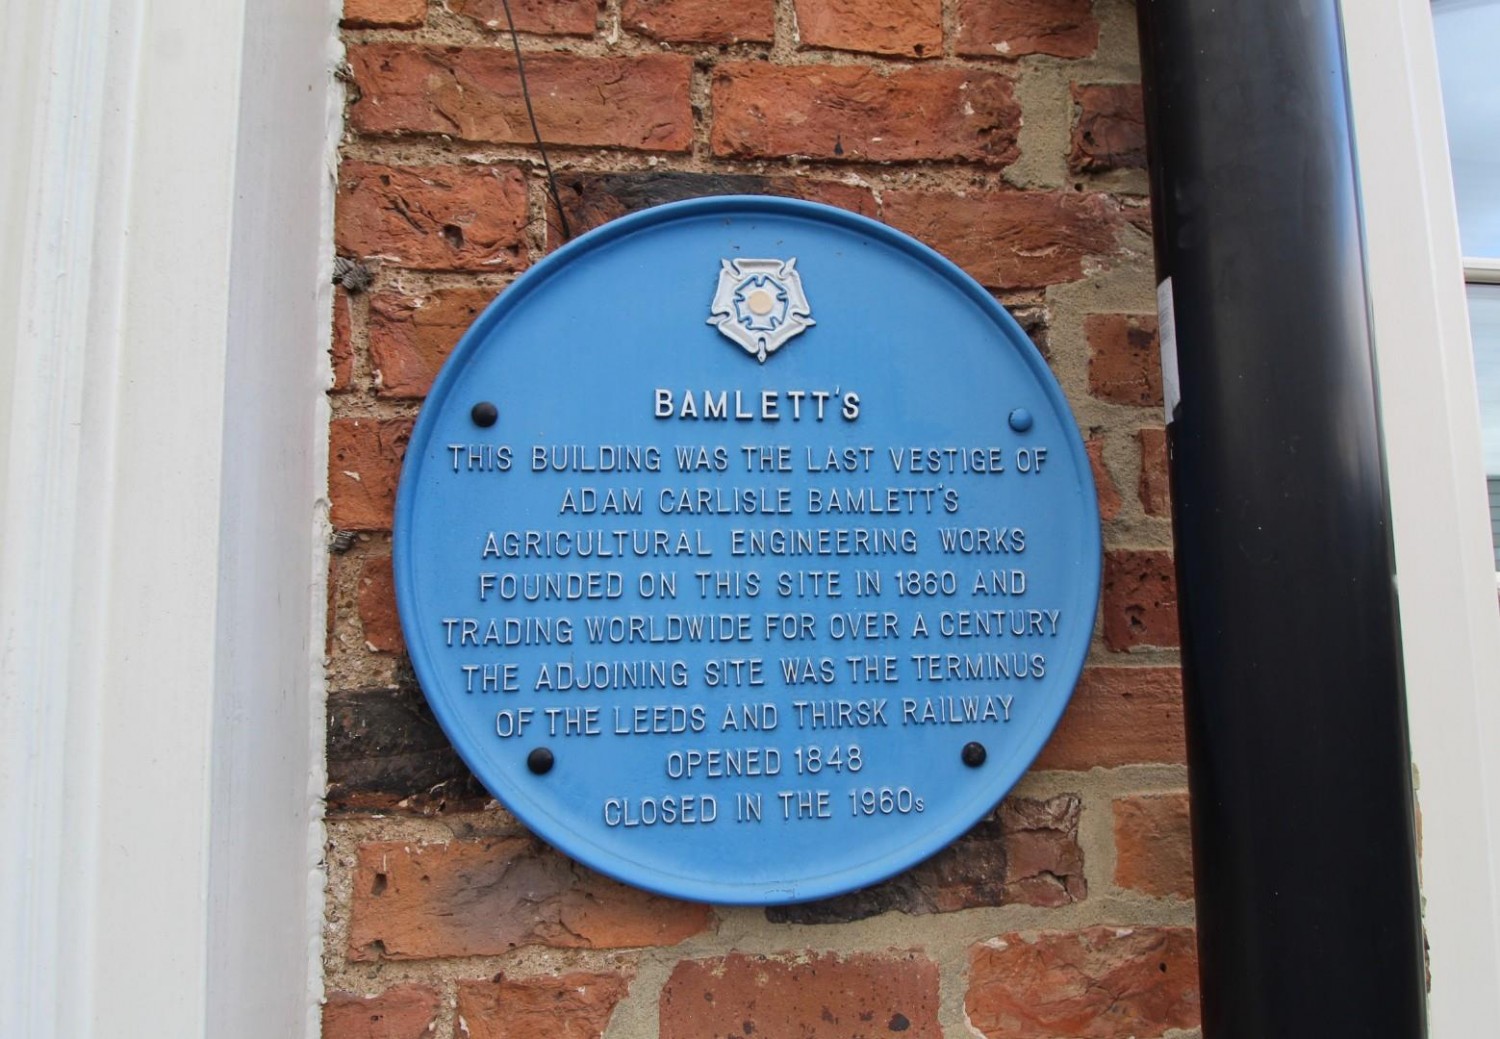 BAMLETT'S
THIS BUILDING WAS THE LAST VESTIGE OF
ADAM CARLISLE BAMLETT'S
AGRICULTURAL ENGINEERING WORKS
FOUNDED ON THIS SITE IN 1860 AND
TRADING WORLDWIDE FOR OVER A CENTURY
THE ADJOINING SITE WAS THE TERMINUS
OF THE LEEDS AND THIRSK RAILWAY
OPENED 1848
CLOSED IN THE 1960s